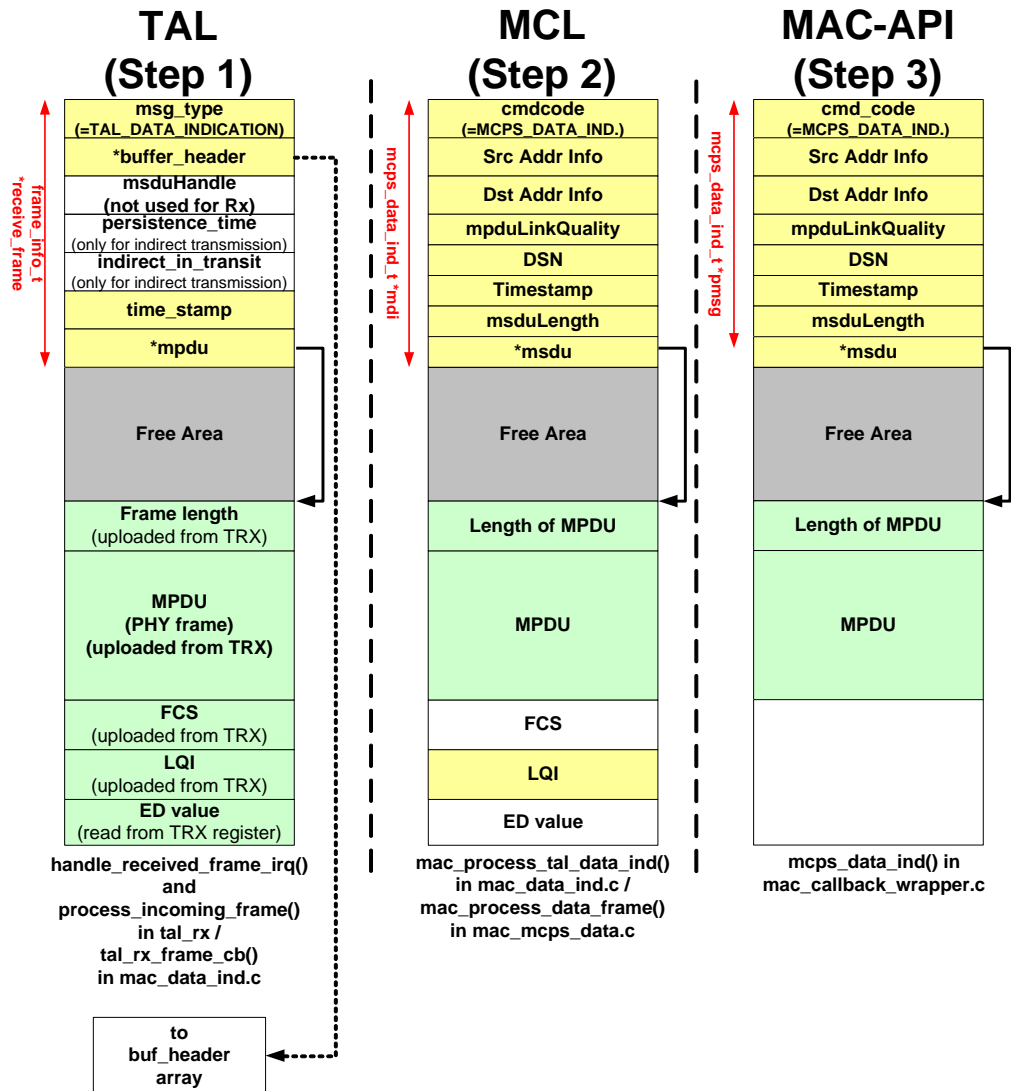 TAL
(Step 1)
msg_type
(=TAL_DATA_INDICATION)
*buffer_header
msduHandle
(not used for Rx)
persistence_time
(only for indirect transmission)
indirect_in_transit
(only for indirect transmission)
time_stamp
*mpdu
Free Area
Frame length
(uploaded from TRX)
MPDU
(PHY frame)
(uploaded from TRX)
FCS
(uploaded from TRX)
LQI
(uploaded from TRX)
ED value
(read from TRX register)
frame_info_t
*receive_frame
handle_received_frame_irq()
and
process_incoming_frame()
in tal_rx /
tal_rx_frame_cb()
in mac_data_ind.c
to
buf_header
array
MCL
(Step 2)
cmdcode
(=MCPS_DATA_IND.)
Src Addr Info
Dst Addr Info
mpduLinkQuality
DSN
Timestamp
msduLength
*msdu
Free Area
Length of MPDU
MPDU
FCS
LQI
ED value
mcps_data_ind_t *mdi
mac_process_tal_data_ind()
in mac_data_ind.c /
mac_process_data_frame()
in mac_mcps_data.c
MAC-API
(Step 3)
cmd_code
(=MCPS_DATA_IND.)
Src Addr Info
Dst Addr Info
mpduLinkQuality
DSN
Timestamp
msduLength
*msdu
Free Area
Length of MPDU
MPDU
mcps_data_ind_t *pmsg
mcps_data_ind() in
mac_callback_wrapper.c